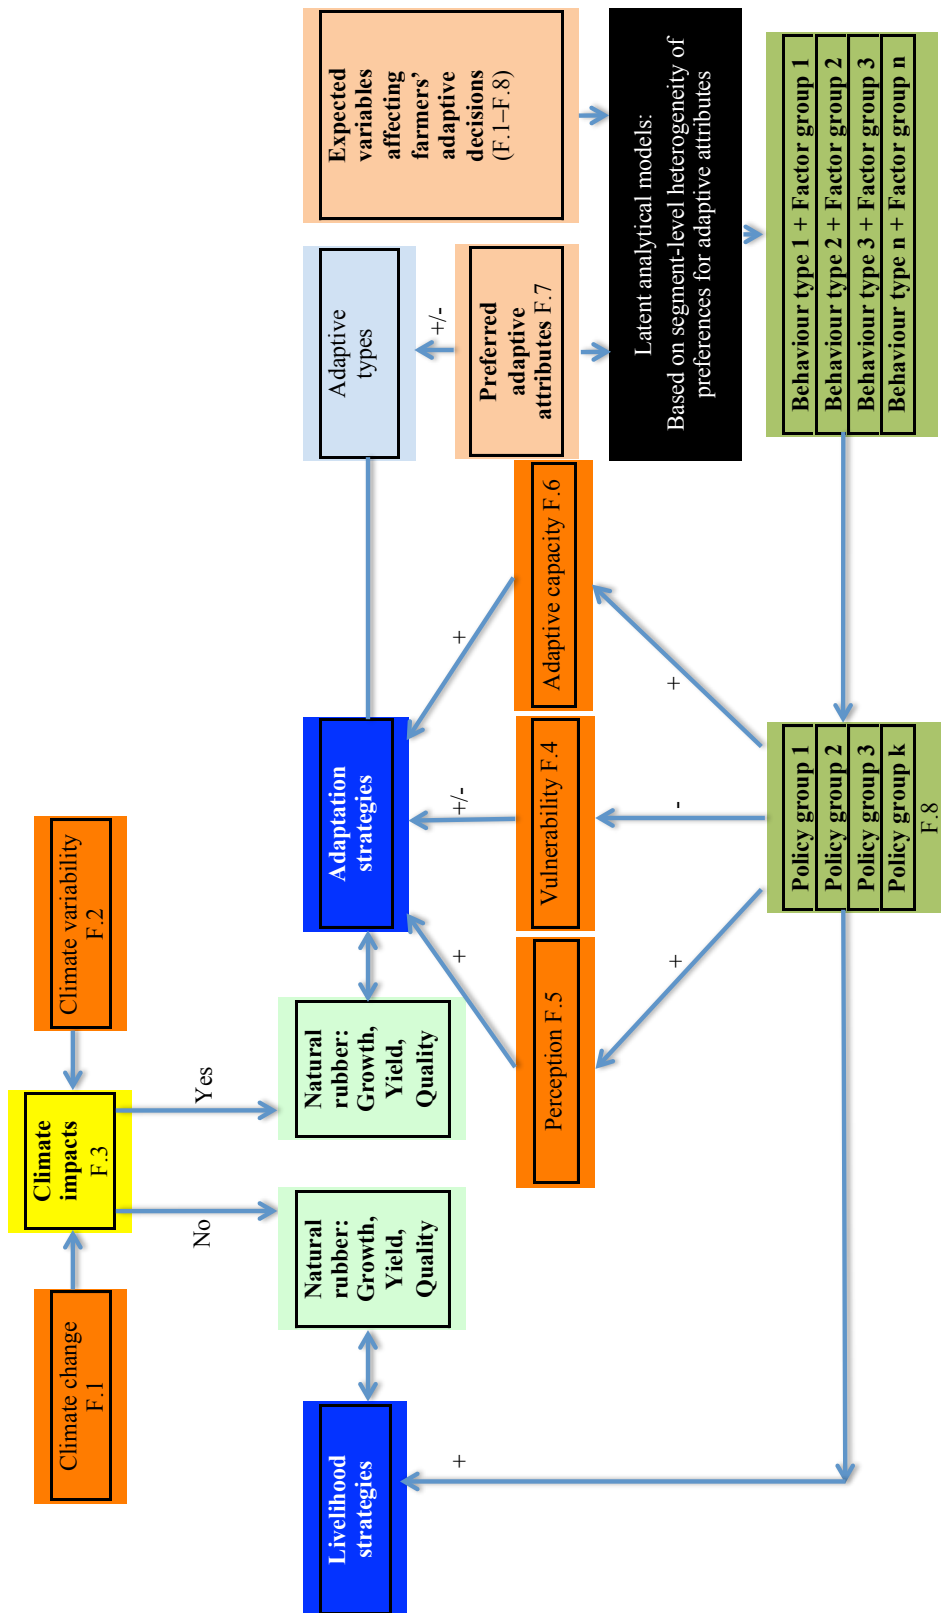 Climate change
F.1
Climate
impacts
F.3
Climate variability
F.2
No
Yes
Livelihood
strategies
Natural
rubber:
Growth,
Yield,
Quality
Natural
rubber:
Growth,
Yield,
Quality
Adaptation
strategies
Adaptive
types
Expected
variables
affecting
farmers’
adaptive
decisions
(F.1–F.8)
+
+
+/-
+
+/-
Perception F.5
Vulnerability F.4
Adaptive capacity F.6
Preferred
adaptive
attributes F.7
+
-
+
Latent analytical models:
Based on segment-level heterogeneity of
preferences for adaptive attributes
Policy group 1
Policy group 2
Policy group 3
Policy group k
F.8
Behaviour type 1 + Factor group 1
Behaviour type 2 + Factor group 2
Behaviour type 3 + Factor group 3
Behaviour type n + Factor group n